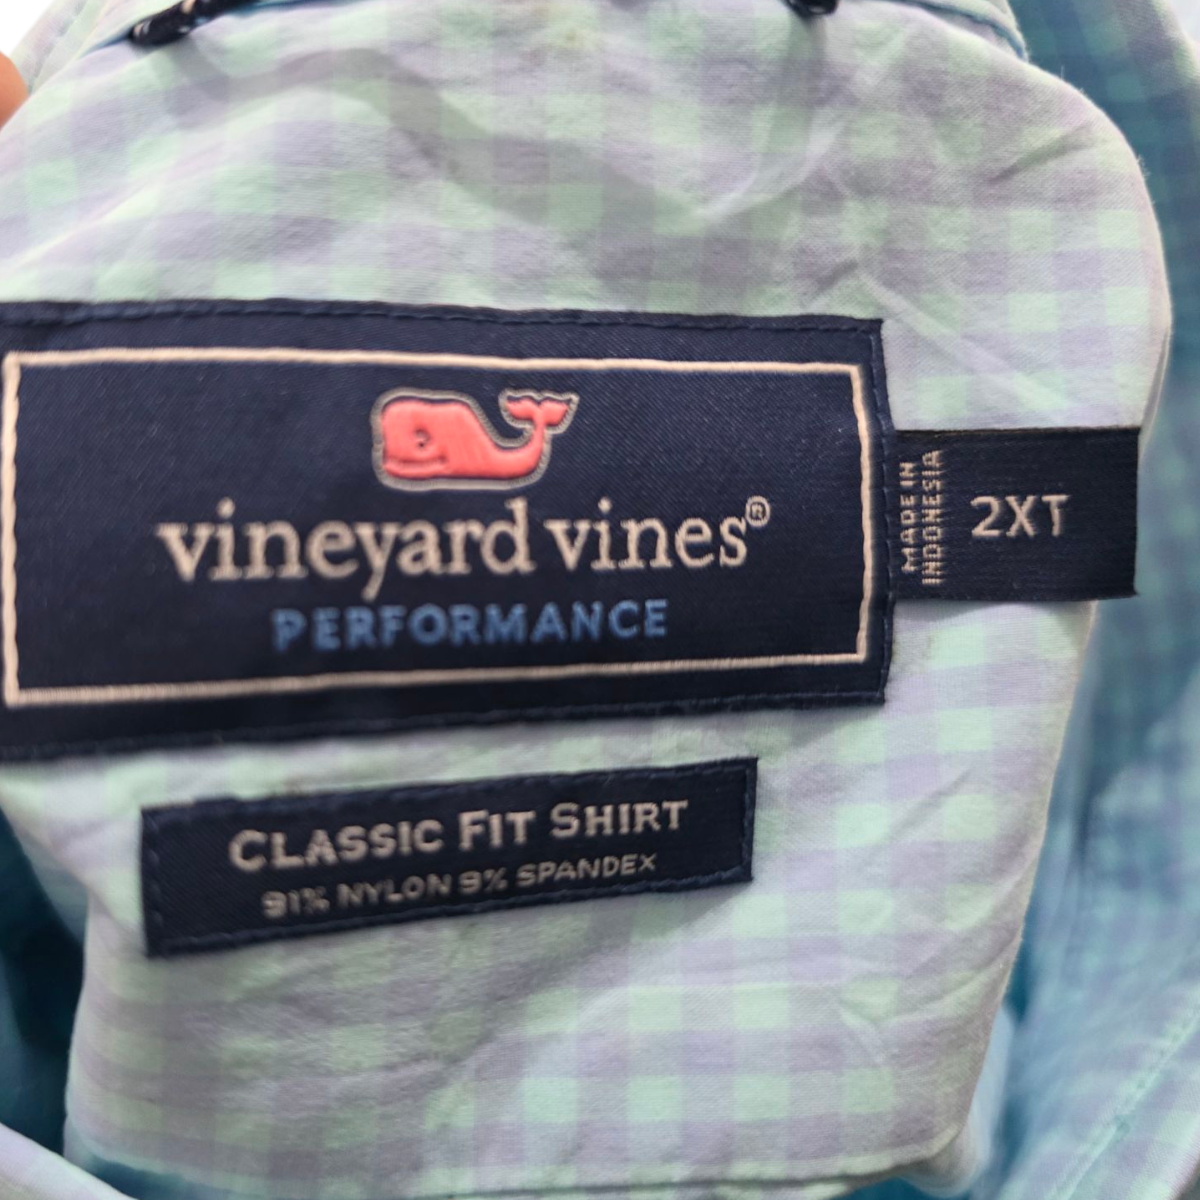 vineyard vines®
PERFORMANCE
MADE IN
INDONESIA
2XT
CLASSIC FIT SHIRT
91% NYLON 9% SPANDEX